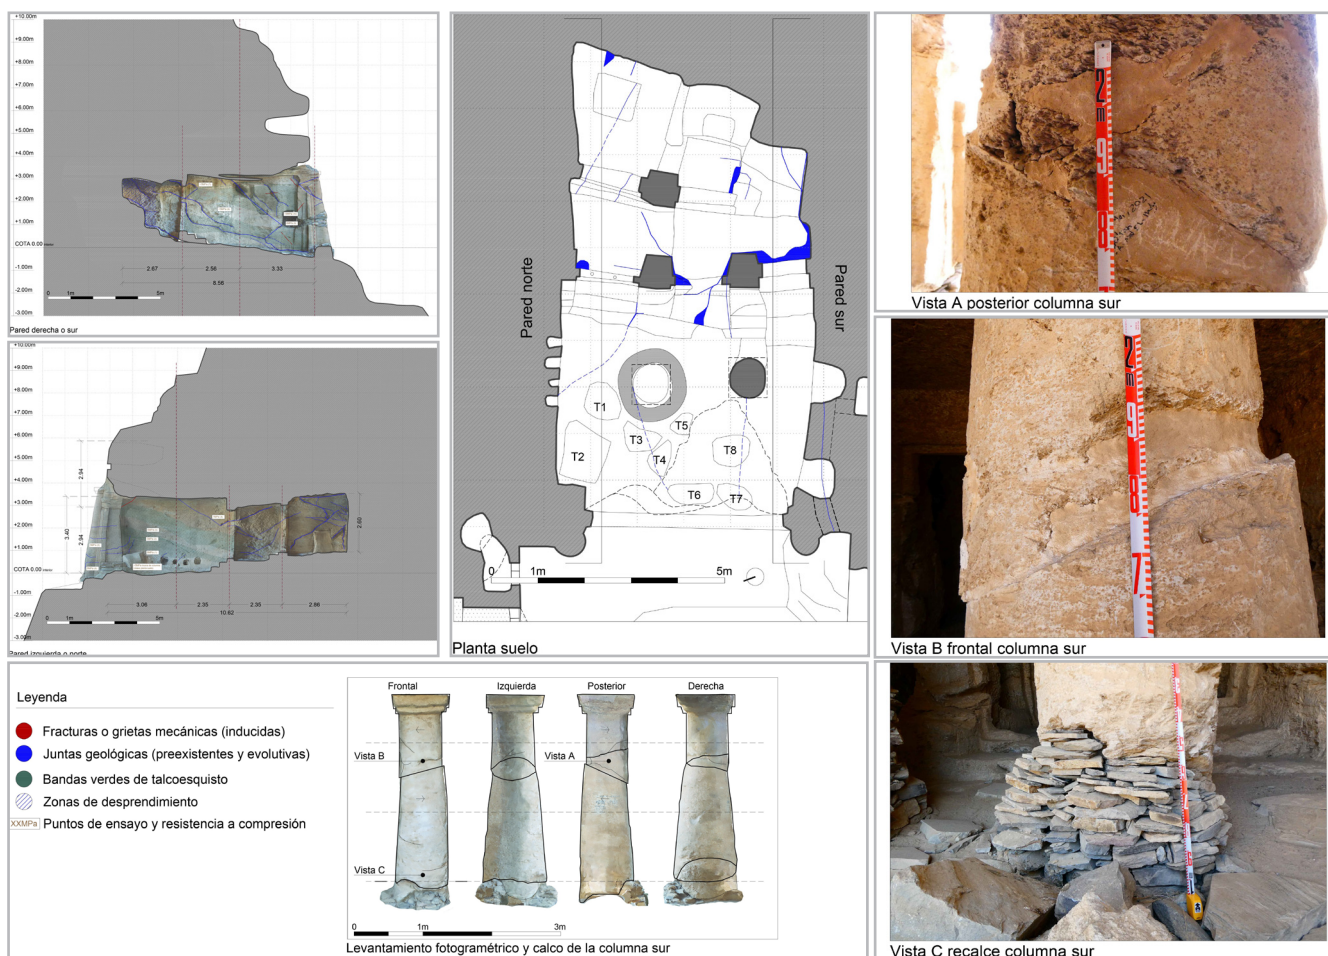 +10.00m
+9.00m
+8.00m
+7.00m
+6.00m
+5.00m
+4.00m
+3.00m
+2.00m
+1.00m
COTA 0.00
-1.00m
-2.00m
-3.00m
2.67
2.56
3.33
8.56
0 1m 5m
Pared derecha o sur
+10.00m
+9.00m
+8.00m
+7.00m
+6.00m
+5.00m
+4.00m
+3.00m
+2.00m
+1.00m
COTA 0.00
-1.00m
-2.00m
-3.00m
2.94
3.40
2.94
2.60
3.06
2.35
2.35
2.86
10.62
0 1m 5m
Pared izquierda o norte
Pared norte
Pared sur
T1
T2
T3
T4
T5
T6
T7
T8
0 1m 5m
Planta suelo
Vista A posterior columna sur
Vista B frontal columna sur
Vista C recalce columna sur
Leyenda
Fracturas o grietas mecánicas (inducidas)
Juntas geológicas (preexistentes y evolutivas)
Bandas verdes de talcoesquisto
Zonas de desprendimiento
XXMPa Puntos de ensayo y resistencia a compresión
Frontal Izquierda Posterior Derecha
Vista B
Vista A
Vista C
0 1m 3m
Levantamiento fotogramétrico y calco de la columna sur